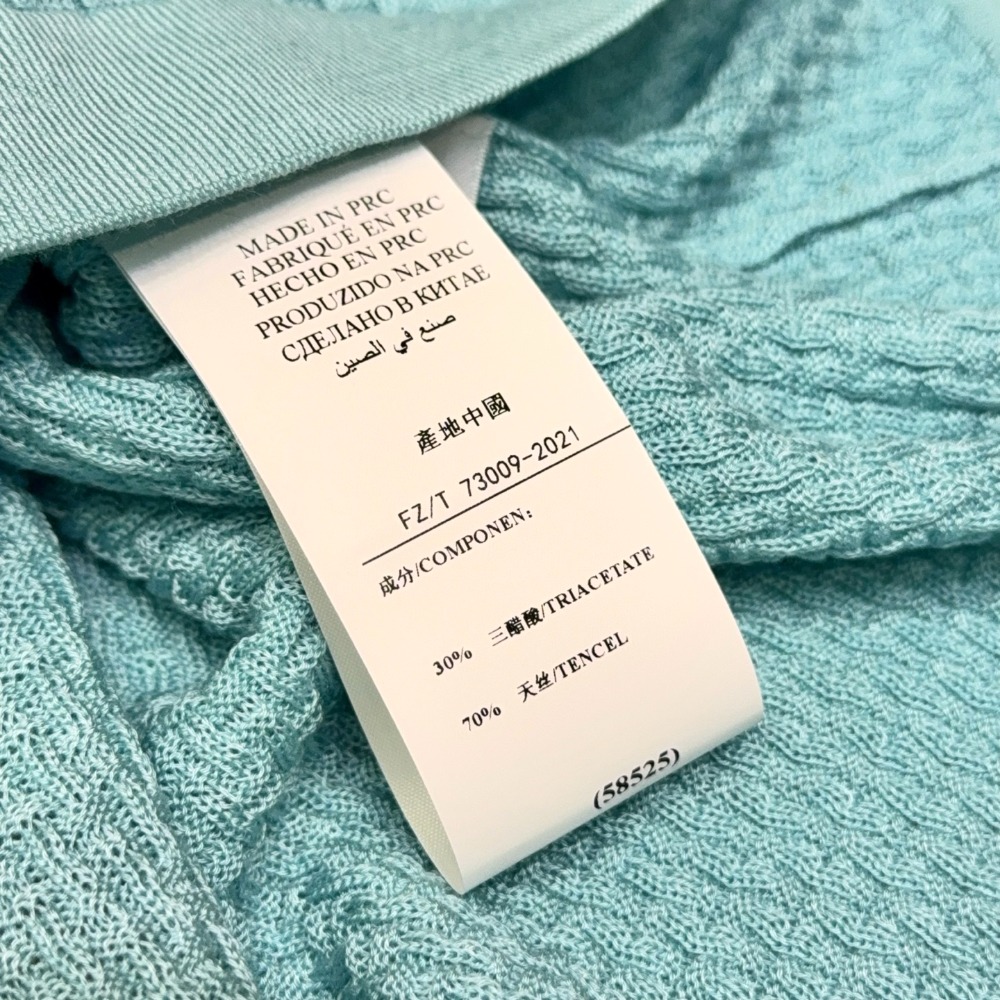 MADE IN PRC
FABRIQUÉ EN PRC
HECHO EN PRC
PRODUZIDO NA PRC
СДЕЛАНО В КИТАЕ
صنع في الصين
產地中國
FZ/T 73009-2021
成分/COMPONEN:
30% 三醋酸/TRIACETATE
70% 天丝/TENCEL
(58525)